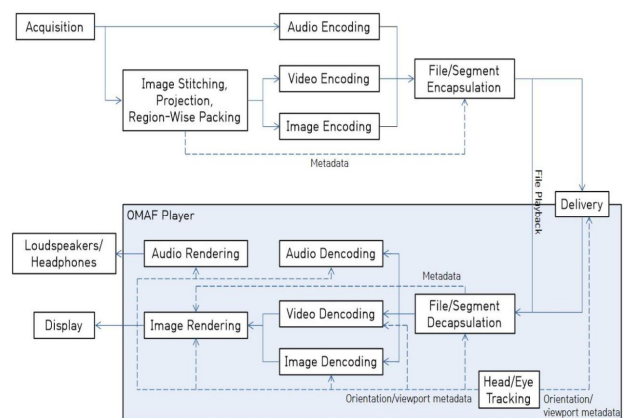 Acquisition
Audio Encoding
Image Stitching,
Projection,
Region-Wise Packing
Video Encoding
Image Encoding
File/Segment
Encapsulation
Metadata
File Playback
Delivery
OMAF Player
Loudspeakers/
Headphones
Audio Rendering
Audio Dencoding
Metadata
Display
Image Rendering
Video Dencoding
File/Segment
Decapsulation
Image Dencoding
Orientation/viewport metadata
Head/Eye
Tracking
Orientation/
viewport metadata